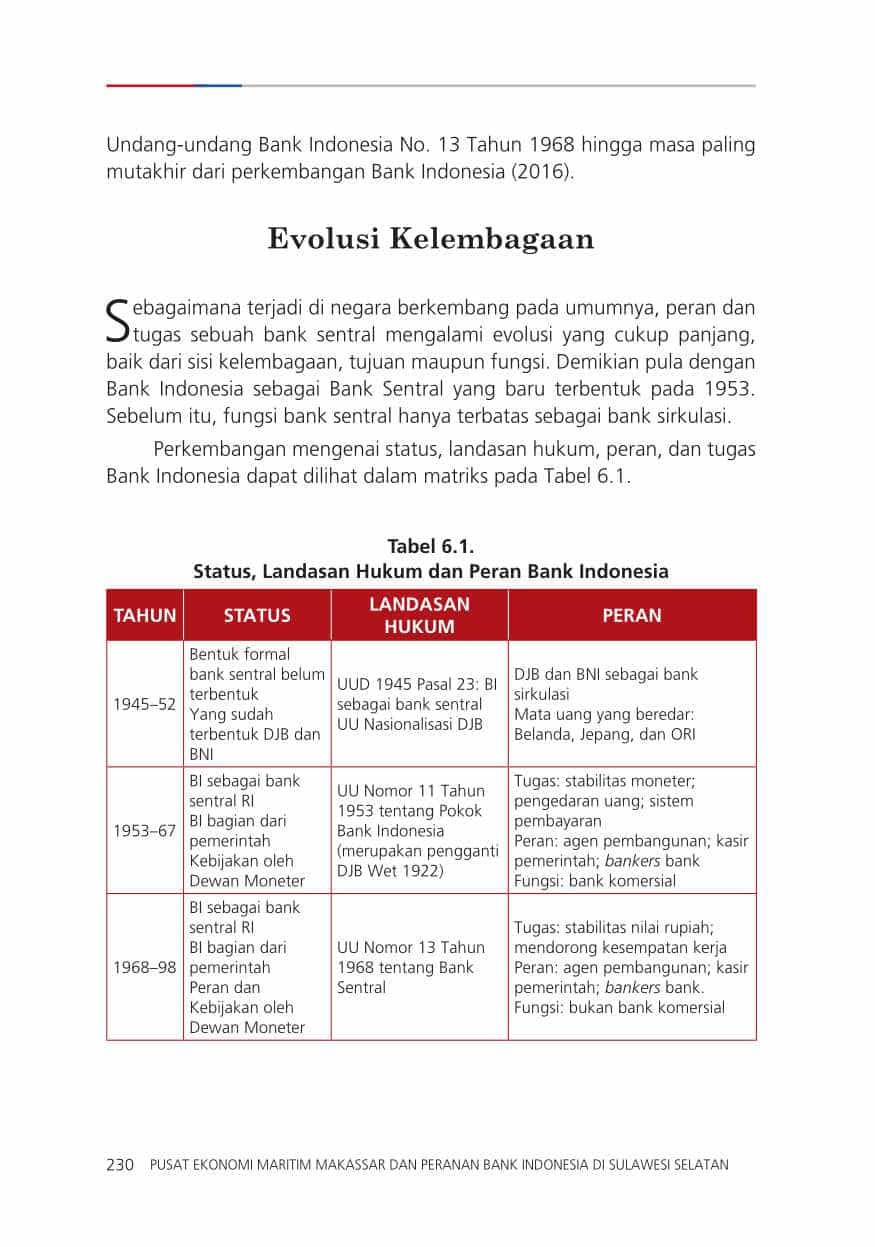 Undang-undang Bank Indonesia No. 13 Tahun 1968 hingga masa paling
mutakhir dari perkembangan Bank Indonesia (2016).
Evolusi Kelembagaan
Sebagaimana terjadi di negara berkembang pada umumnya, peran dan
tugas sebuah bank sentral mengalami evolusi yang cukup panjang,
baik dari sisi kelembagaan, tujuan maupun fungsi. Demikian pula dengan
Bank Indonesia sebagai Bank Sentral yang baru terbentuk pada 1953.
Sebelum itu, fungsi bank sentral hanya terbatas sebagai bank sirkulasi.
Perkembangan mengenai status, landasan hukum, peran, dan tugas
Bank Indonesia dapat dilihat dalam matriks pada Tabel 6.1.
Tabel 6.1.
Status, Landasan Hukum dan Peran Bank Indonesia
TAHUN
STATUS
LANDASAN
HUKUM
PERAN
1945–52
Bentuk formal
bank sentral belum
terbentuk
Yang sudah
terbentuk DJB dan
BNI
UUD 1945 Pasal 23: BI
sebagai bank sentral
UU Nasionalisasi DJB
DJB dan BNI sebagai bank
sirkulasi
Mata uang yang beredar:
Belanda, Jepang, dan ORI
1953–67
BI sebagai bank
sentral RI
BI bagian dari
pemerintah
Kebijakan oleh
Dewan Moneter
UU Nomor 11 Tahun
1953 tentang Pokok
Bank Indonesia
(merupakan pengganti
DJB Wet 1922)
Tugas: stabilitas moneter;
pengedaran uang; sistem
pembayaran
Peran: agen pembangunan; kasir
pemerintah; bankers bank
Fungsi: bank komersial
1968–98
BI sebagai bank
sentral RI
BI bagian dari
pemerintah
Peran dan
Kebijakan oleh
Dewan Moneter
UU Nomor 13 Tahun
1968 tentang Bank
Sentral
Tugas: stabilitas nilai rupiah;
mendorong kesempatan kerja
Peran: agen pembangunan; kasir
pemerintah; bankers bank.
Fungsi: bukan bank komersial
230 PUSAT EKONOMI MARITIM MAKASSAR DAN PERANAN BANK INDONESIA DI SULAWESI SELATAN